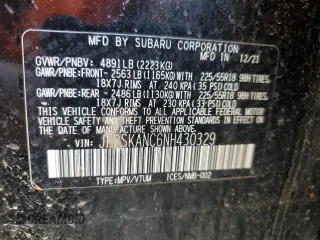 MFD. BY SUBARU CORPORATION
12/21
GVWR/PNBV: 4891LB (2223KG)
GAWR/PNBE:FRONT- 2563LB (1165KG)WITH 225/55R18 98H TIRES,
18X7J RIMS AT 240 KPA (35 PSI)COLD
GAWR/PNBE:REAR - 2486LB (1130KG)WITH 225/55R18 98H TIRES,
18X7J RIMS AT 230 KPA (33 PSI)COLD
THIS VEHICLE CONFORMS TO ALL APPLICABLE FEDERAL MOTOR
VEHICLE SAFETY AND THEFT PREVENTION STANDARDS IN EFFECT
ON THE DATE OF MANUFACTURE SHOWN ABOVE.
VIN:
TYPE:MPV/VTUM ICES/NMB-002